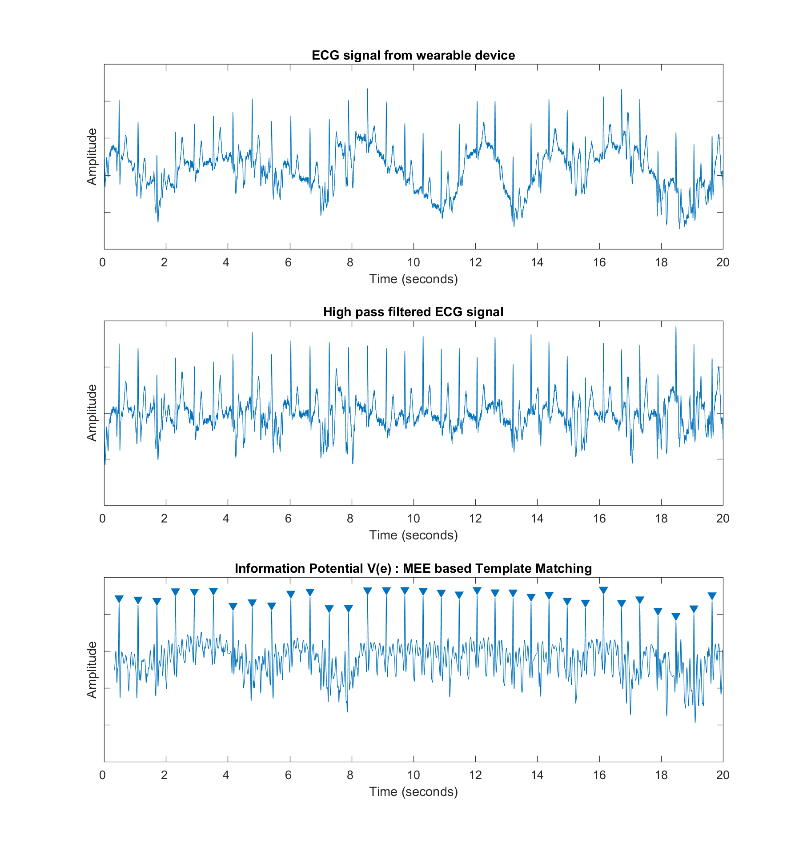 ECG signal from wearable device
Amplitude
0 2 4 6 8 10 12 14 16 18 20
Time (seconds)
High pass filtered ECG signal
Amplitude
0 2 4 6 8 10 12 14 16 18 20
Time (seconds)
Information Potential V(e) : MEE based Template Matching
Amplitude
0 2 4 6 8 10 12 14 16 18 20
Time (seconds)